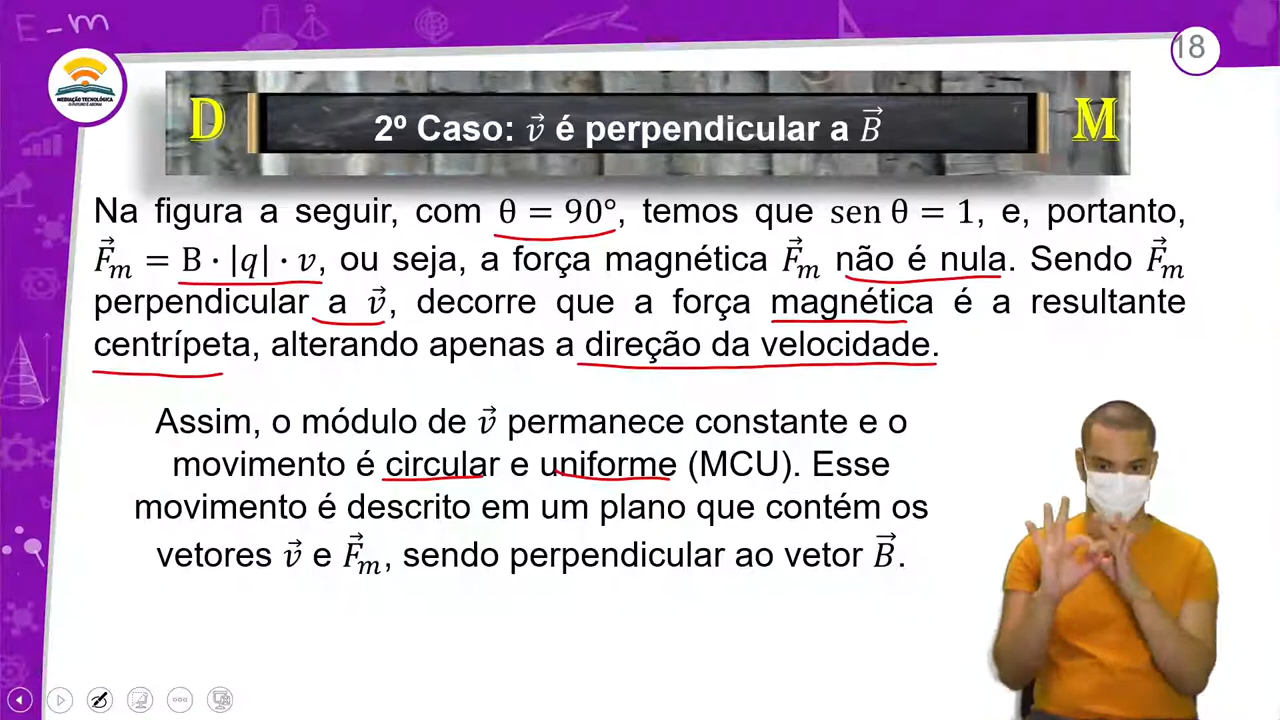 E-m
18
MEDIAÇÃO TECNOLÓGICA
D
2º Caso: v⃗ é perpendicular a B⃗
M
Na figura a seguir, com θ = 90°, temos que sen θ = 1, e, portanto,
F⃗ₘ = B · |q| · v, ou seja, a força magnética F⃗ₘ não é nula. Sendo F⃗ₘ
perpendicular a v⃗, decorre que a força magnética é a resultante
centrípeta, alterando apenas a direção da velocidade.
Assim, o módulo de v⃗ permanece constante e o
movimento é circular e uniforme (MCU). Esse
movimento é descrito em um plano que contém os
vetores v⃗ e F⃗ₘ, sendo perpendicular ao vetor B⃗.